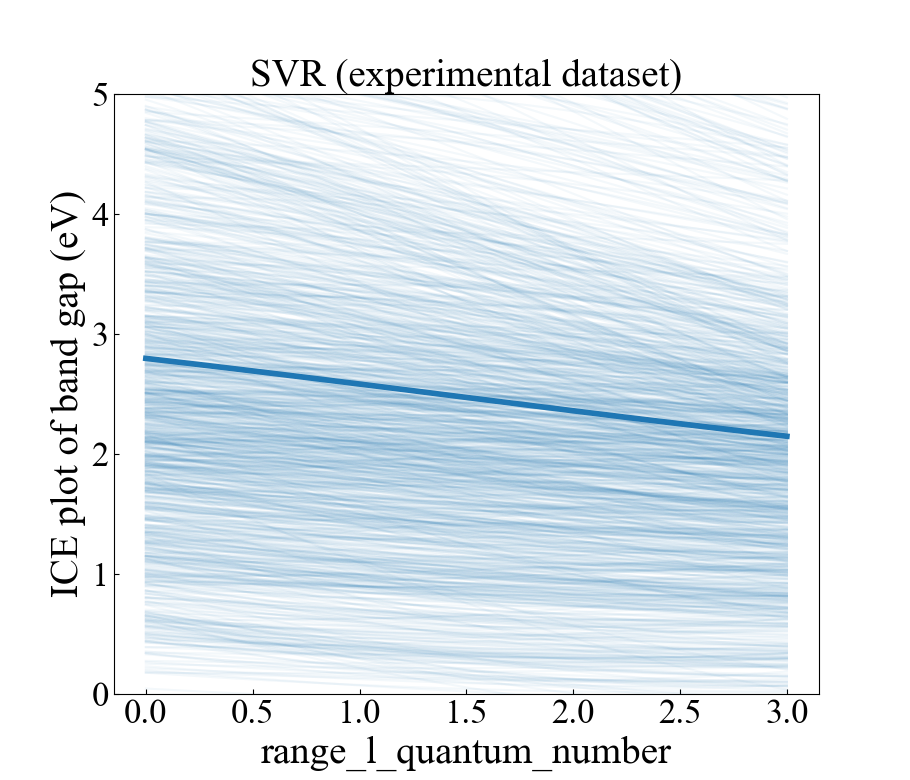 SVR (experimental dataset)
ICE plot of band gap (eV)
5
4
3
2
1
0
0.0 0.5 1.0 1.5 2.0 2.5 3.0
range_l_quantum_number